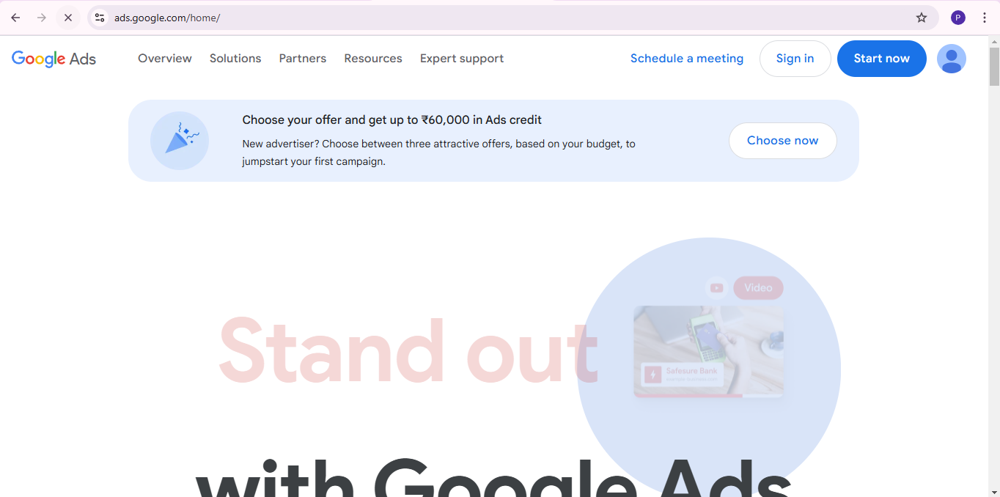 ads.google.com/home/
P
Google Ads
Overview
Solutions
Partners
Resources
Expert support
Schedule a meeting
Sign in
Start now
Choose your offer and get up to ₹60,000 in Ads credit
New advertiser? Choose between three attractive offers, based on your budget, to
jumpstart your first campaign.
Choose now
Video
Stand out
Safesure Bank
with Google Ads